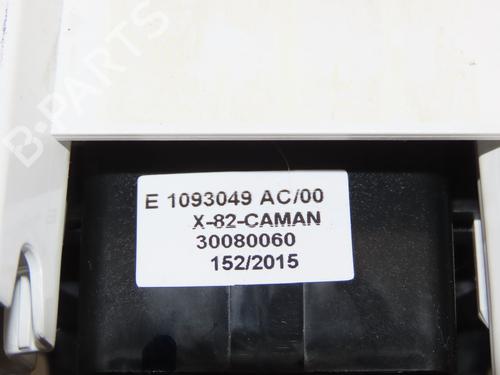 B-PARTS
E 1093049 AC/00
X-82-CAMAN
30080060
152/2015